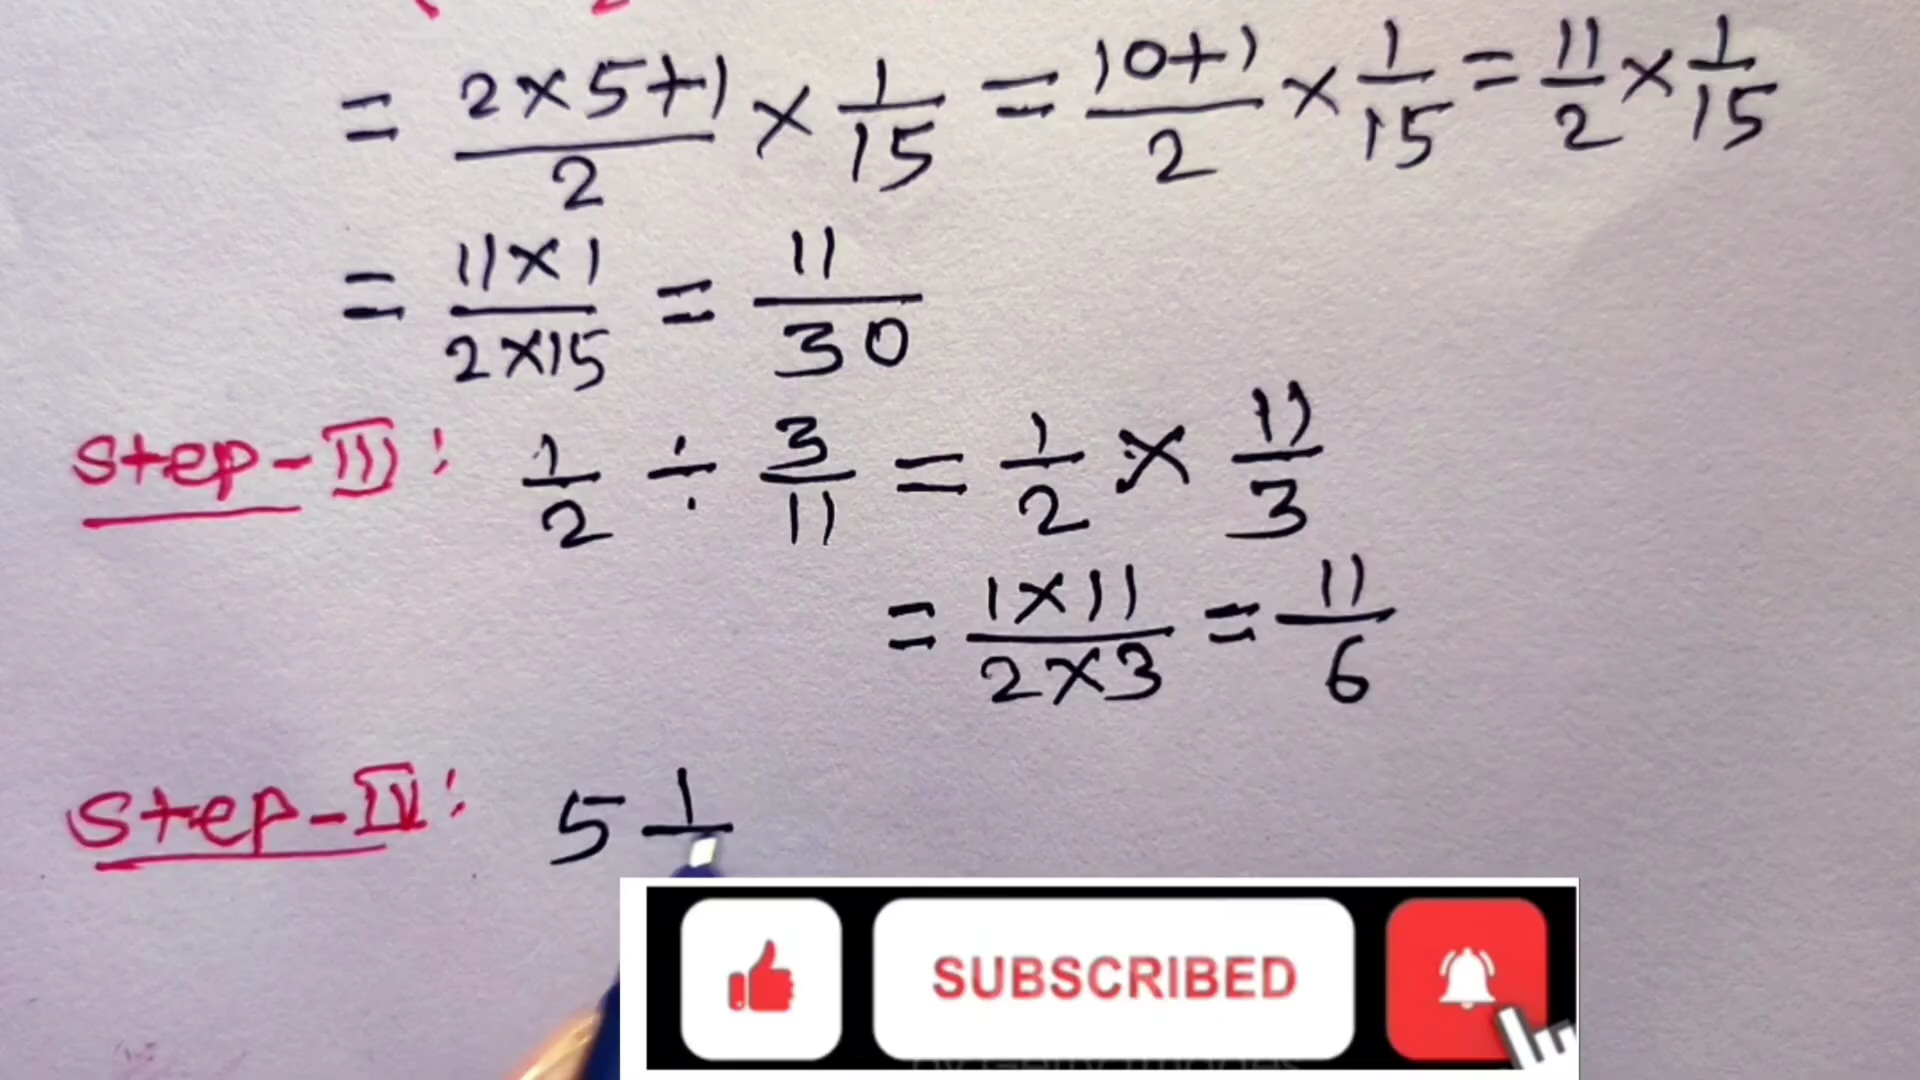 = 2×5+1/2 × 1/15 = 10+1/2 × 1/15 = 11/2 × 1/15
= 11×1/2×15 = 11/30
Step-III: 1/2 ÷ 3/11 = 1/2 × 11/3
= 1×11/2×3 = 11/6
Step-IV: 5 1/
SUBSCRIBED